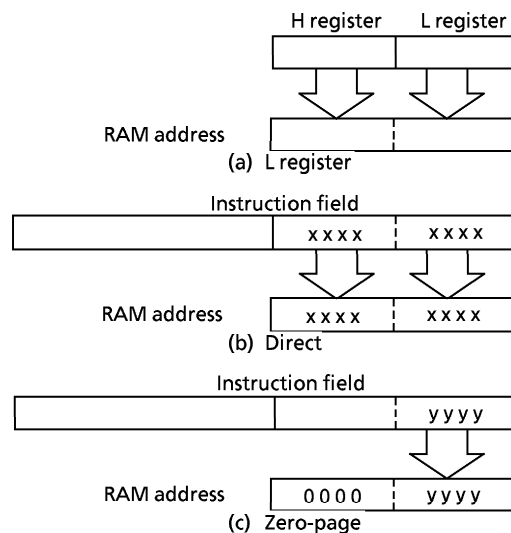 H register L register
RAM address
(a) L register
Instruction field
x x x x x x x x
RAM address x x x x x x x x
(b) Direct
Instruction field
y y y y
RAM address 0 0 0 0 y y y y
(c) Zero-page